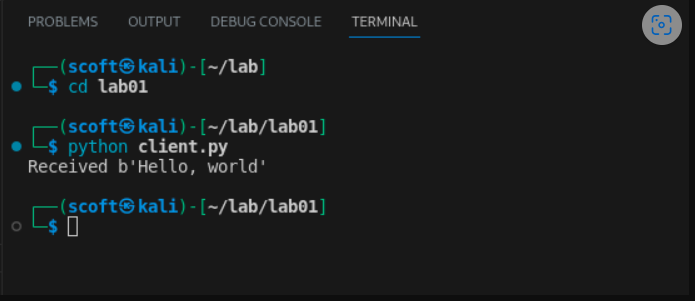 PROBLEMS OUTPUT DEBUG CONSOLE TERMINAL
┌──(scoft㉿kali)-[~/lab]
└─$ cd lab01
┌──(scoft㉿kali)-[~/lab/lab01]
└─$ python client.py
Received b'Hello, world'
┌──(scoft㉿kali)-[~/lab/lab01]
└─$